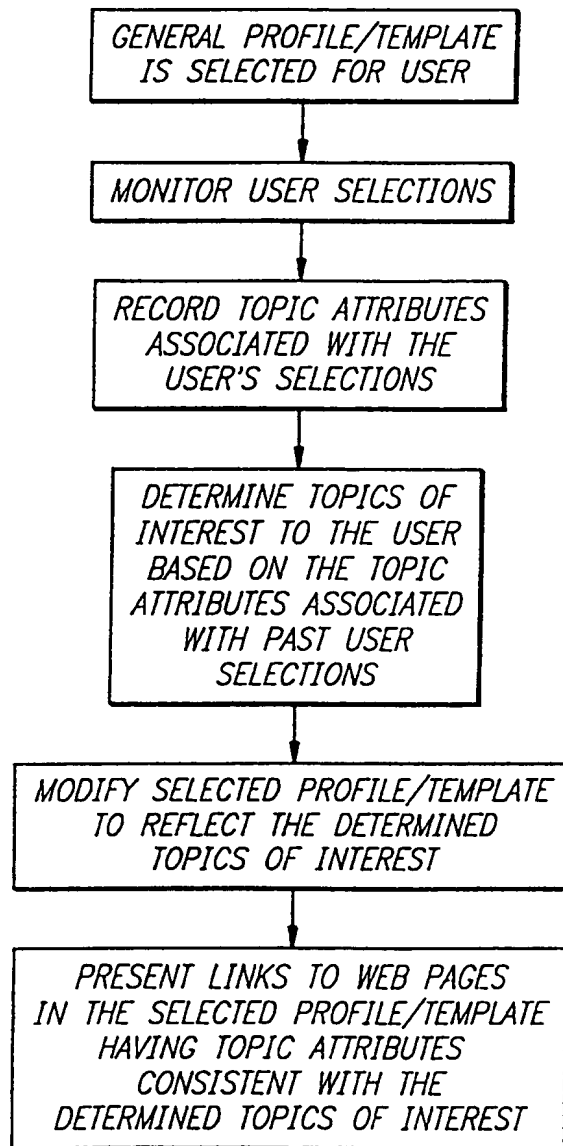 GENERAL PROFILE/TEMPLATE
IS SELECTED FOR USER
MONITOR USER SELECTIONS
RECORD TOPIC ATTRIBUTES
ASSOCIATED WITH THE
USER'S SELECTIONS
DETERMINE TOPICS OF
INTEREST TO THE USER
BASED ON THE TOPIC
ATTRIBUTES ASSOCIATED
WITH PAST USER
SELECTIONS
MODIFY SELECTED PROFILE/TEMPLATE
TO REFLECT THE DETERMINED
TOPICS OF INTEREST
PRESENT LINKS TO WEB PAGES
IN THE SELECTED PROFILE/TEMPLATE
HAVING TOPIC ATTRIBUTES
CONSISTENT WITH THE
DETERMINED TOPICS OF INTEREST